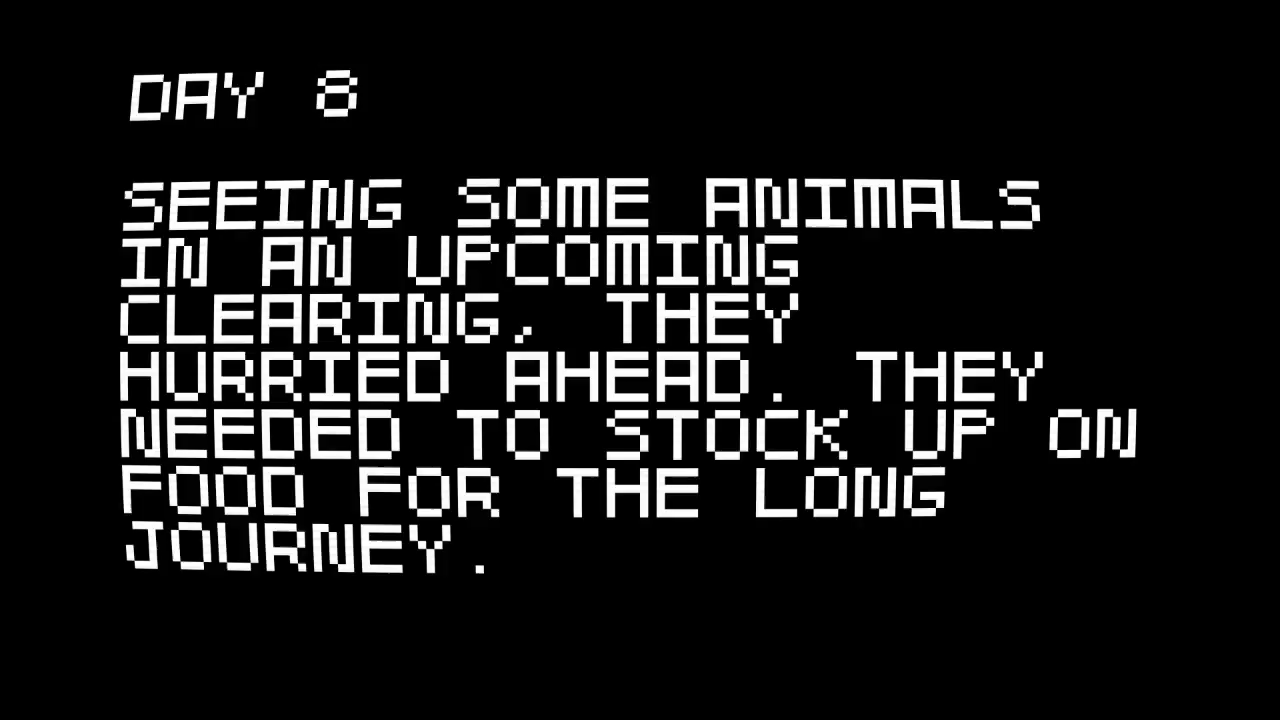 DAY 8
SEEING SOME ANIMALS
IN AN UPCOMING
CLEARING, THEY
HURRIED AHEAD. THEY
NEEDED TO STOCK UP ON
FOOD FOR THE LONG
JOURNEY.